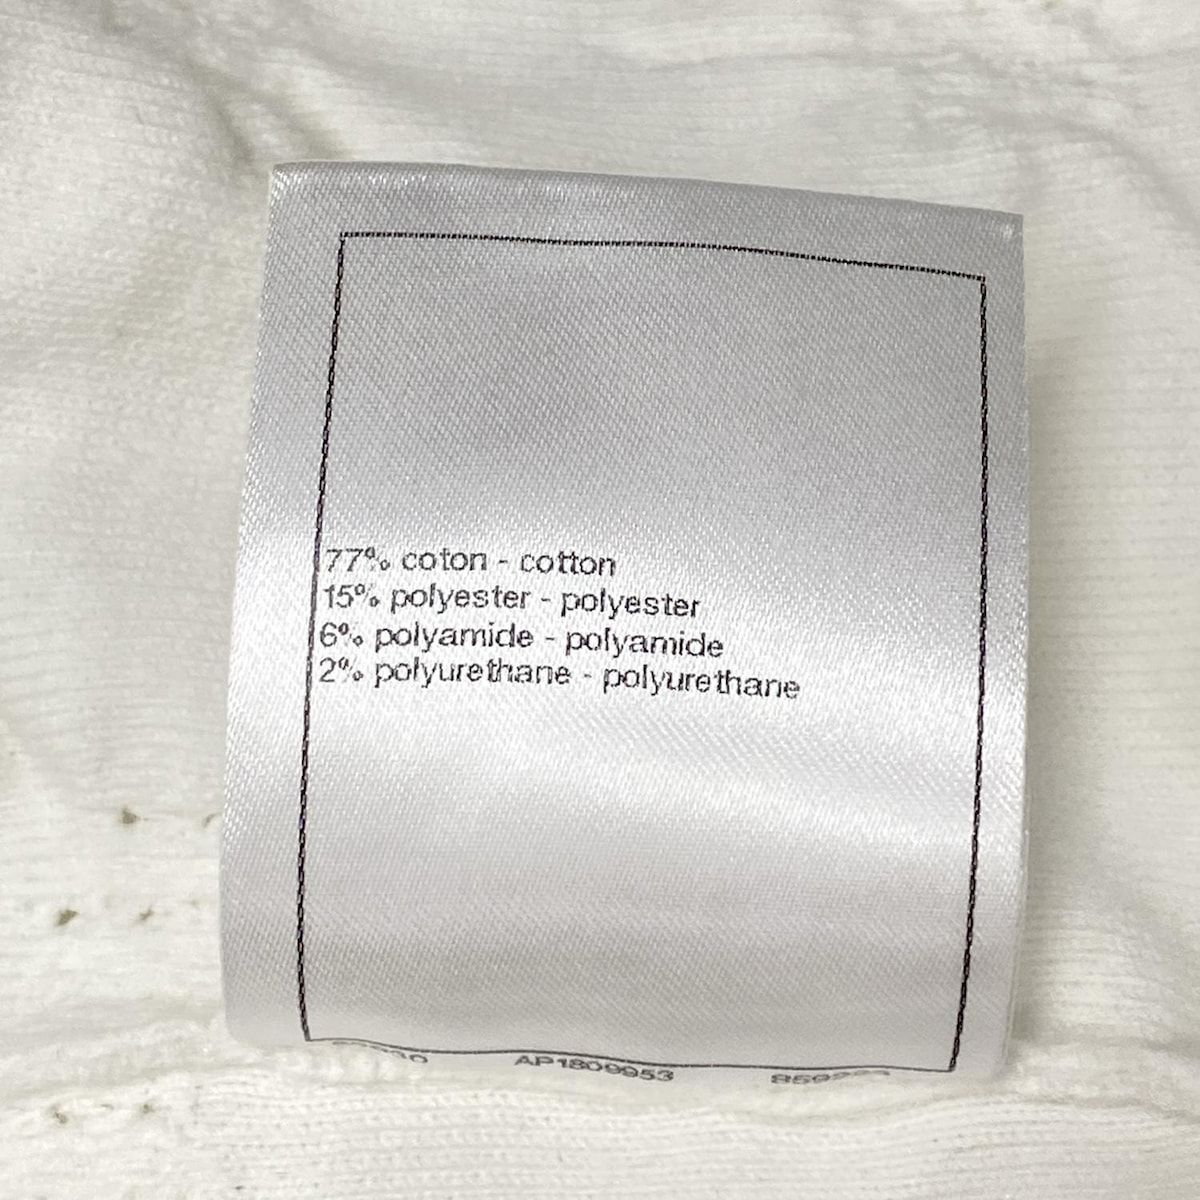 77% coton - cotton
15% polyester - polyester
6% polyamide - polyamide
2% polyurethane - polyurethane
AP1809953